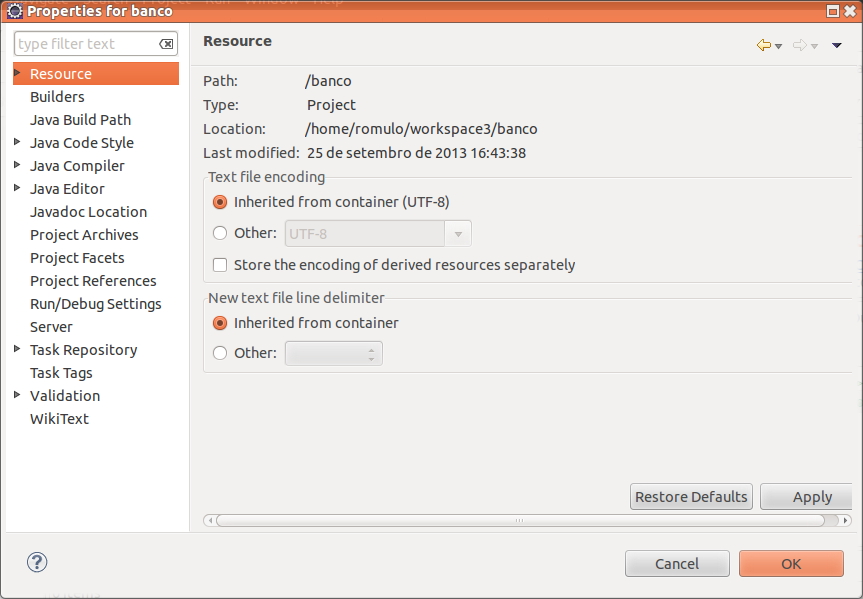 Properties for banco
type filter text
Resource
Builders
Java Build Path
Java Code Style
Java Compiler
Java Editor
Javadoc Location
Project Archives
Project Facets
Project References
Run/Debug Settings
Server
Task Repository
Task Tags
Validation
WikiText
Resource
Path: /banco
Type: Project
Location: /home/romulo/workspace3/banco
Last modified: 25 de setembro de 2013 16:43:38
Text file encoding
Inherited from container (UTF-8)
Other: UTF-8
Store the encoding of derived resources separately
New text file line delimiter
Inherited from container
Other:
Restore Defaults Apply
Cancel OK